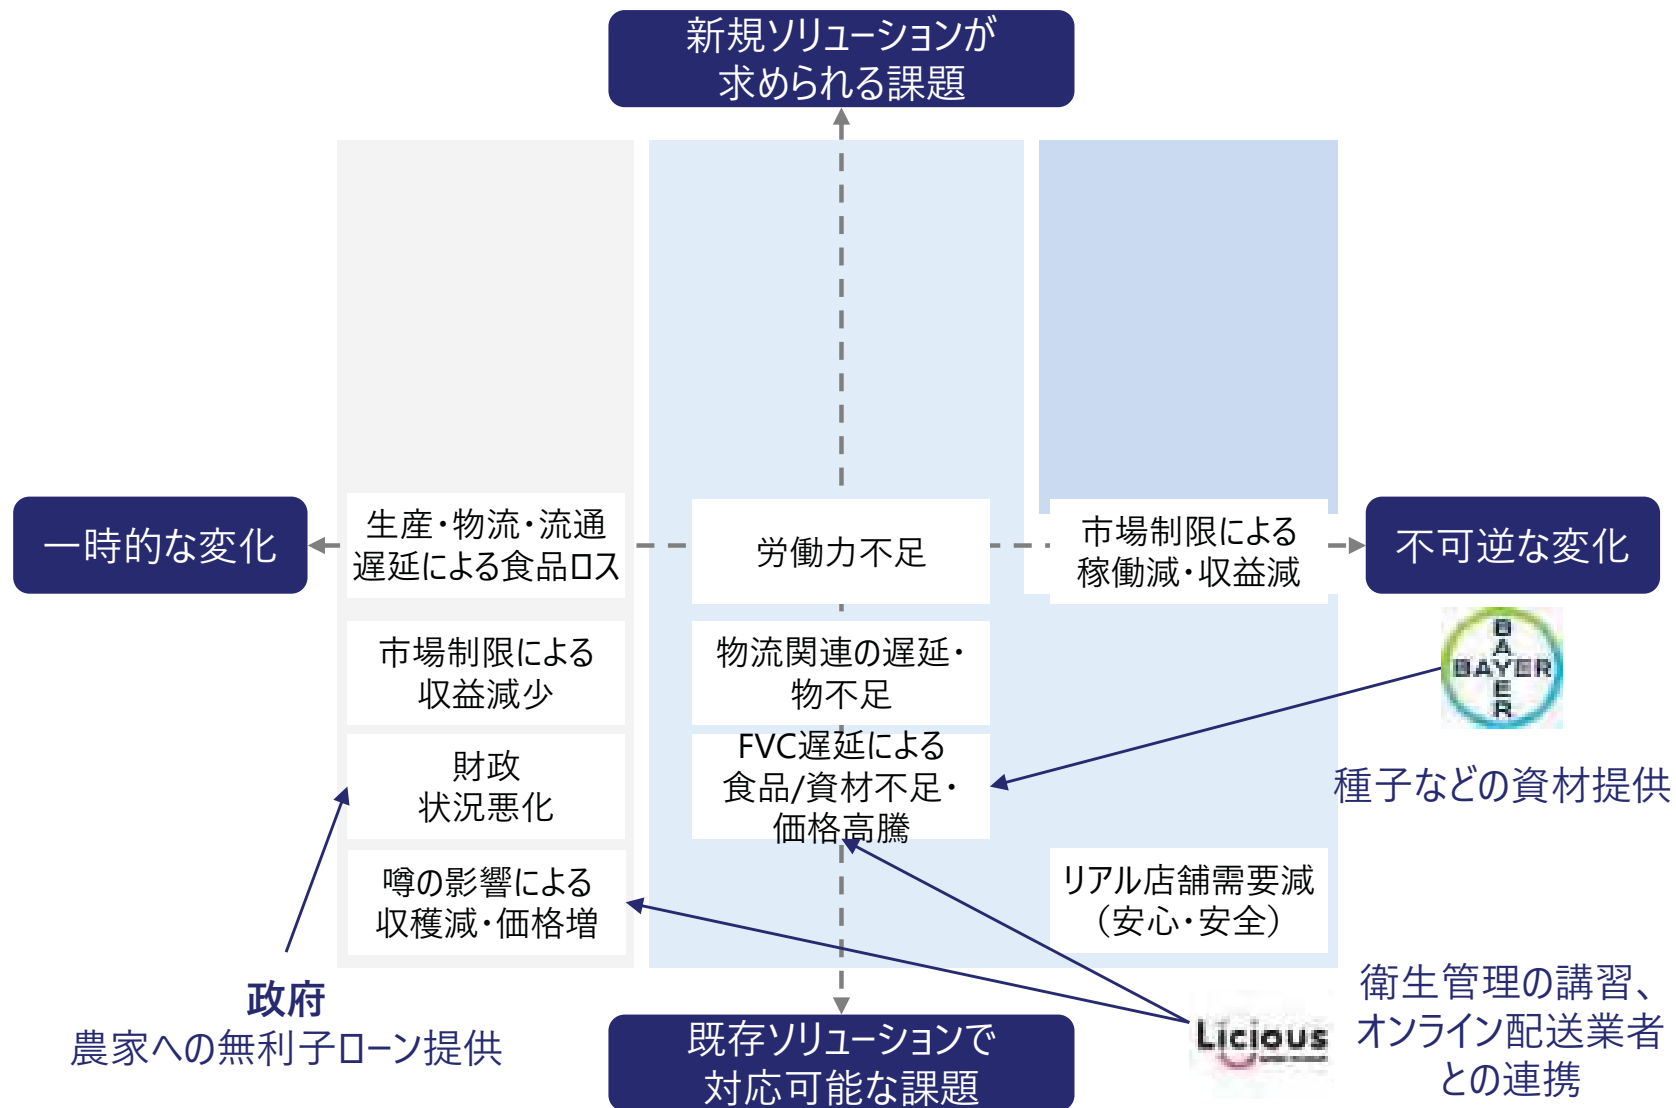 新規ソリューションが
求められる課題
一時的な変化
生産・物流・流通
遅延による食品ロス
労働力不足
市場制限による
稼働減・収益減
不可逆な変化
市場制限による
収益減少
物流関連の遅延・
物不足
BAYER
BAYER
財政
状況悪化
FVC遅延による
食品/資材不足・
価格高騰
種子などの資材提供
噂の影響による
収穫減・価格増
リアル店舗需要減
（安心・安全）
政府
農家への無利子ローン提供
既存ソリューションで
対応可能な課題
Licious
衛生管理の講習、
オンライン配送業者
との連携